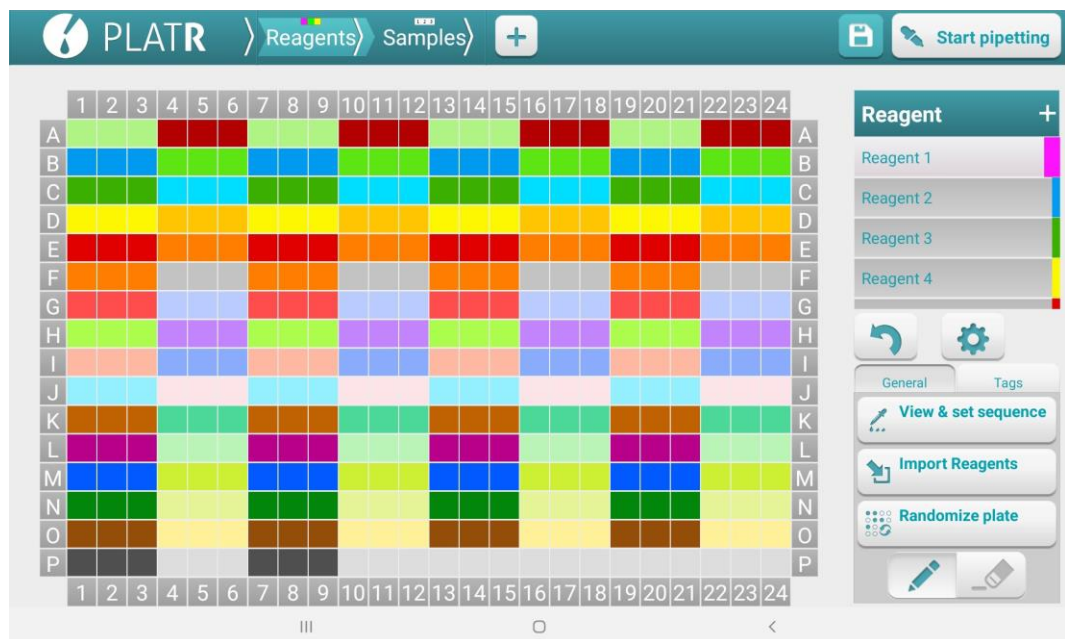 PLATR Reagents Samples + Start pipetting
1 2 3 4 5 6 7 8 9 10 11 12 13 14 15 16 17 18 19 20 21 22 23 24
Reagent +
A A
Reagent 1
B B
C C
Reagent 2
D D
Reagent 3
E E
F F
Reagent 4
G G
H H
I I
J J
General Tags
K K
View & set sequence
L L
M M
Import Reagents
N N
O O
Randomize plate
P P
1 2 3 4 5 6 7 8 9 10 11 12 13 14 15 16 17 18 19 20 21 22 23 24